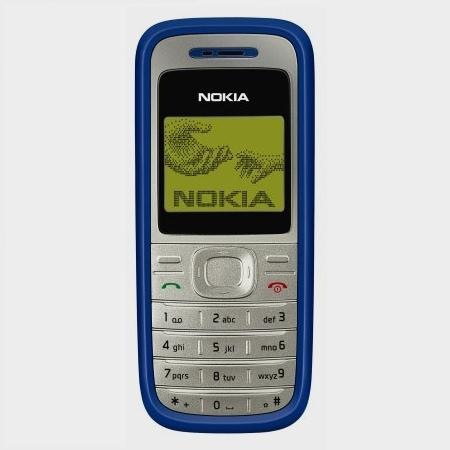 NOKIA
NOKIA
1 2 abc def 3
4 ghi 5 jkl mno 6
7 pqrs 8 tuv wxyz 9
* + 0 #